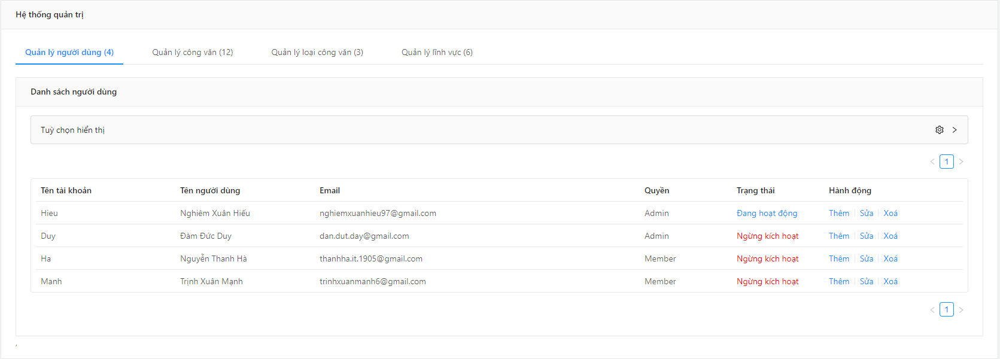 Hệ thống quản trị
Quản lý người dùng (4) Quản lý công văn (12) Quản lý loại công văn (3) Quản lý lĩnh vực (6)
Danh sách người dùng
Tuỳ chọn hiển thị
1
Tên tài khoản Tên người dùng Email Quyền Trạng thái Hành động
Hieu Nghiêm Xuân Hiếu nghiemxuanhieu97@gmail.com Admin Đang hoạt động Thêm Sửa Xoá
Duy Đàm Đức Duy dan.dut.day@gmail.com Admin Ngừng kích hoạt Thêm Sửa Xoá
Ha Nguyễn Thanh Hà thanhha.it.1905@gmail.com Member Ngừng kích hoạt Thêm Sửa Xoá
Manh Trịnh Xuân Mạnh trinhxuanmanh6@gmail.com Member Ngừng kích hoạt Thêm Sửa Xoá
1
,